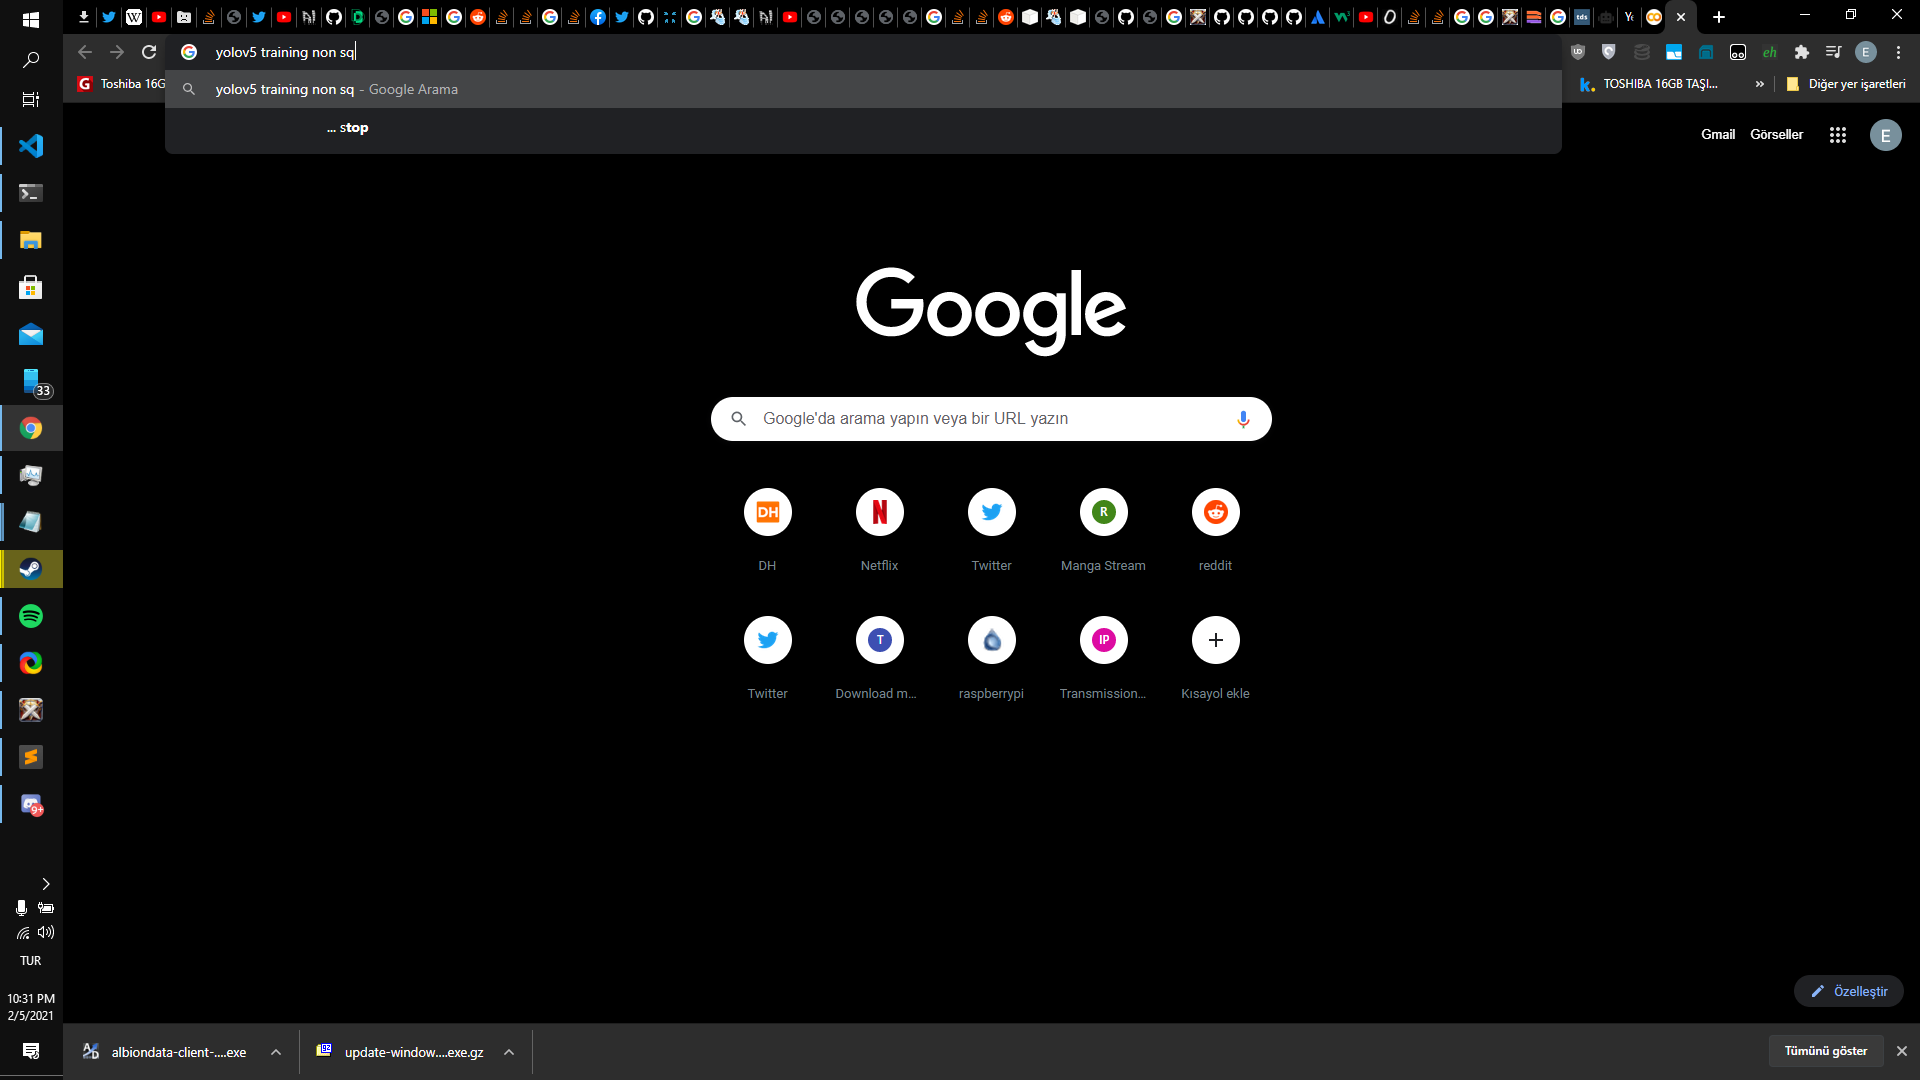 yolov5 training non sq
Toshiba 16G
yolov5 training non sq - Google Arama
... stop
TOSHIBA 16GB TAŞI...
»
Diğer yer işaretleri
Gmail
Görseller
E
E
Google
Google'da arama yapın veya bir URL yazın
DH
N
R
DH
Netflix
Twitter
Manga Stream
reddit
T
IP
Twitter
Download m...
raspberrypi
Transmission...
Kısayol ekle
33
9+
TUR
10:31 PM
2/5/2021
Özelleştir
albiondata-client-....exe
update-window....exe.gz
Tümünü göster